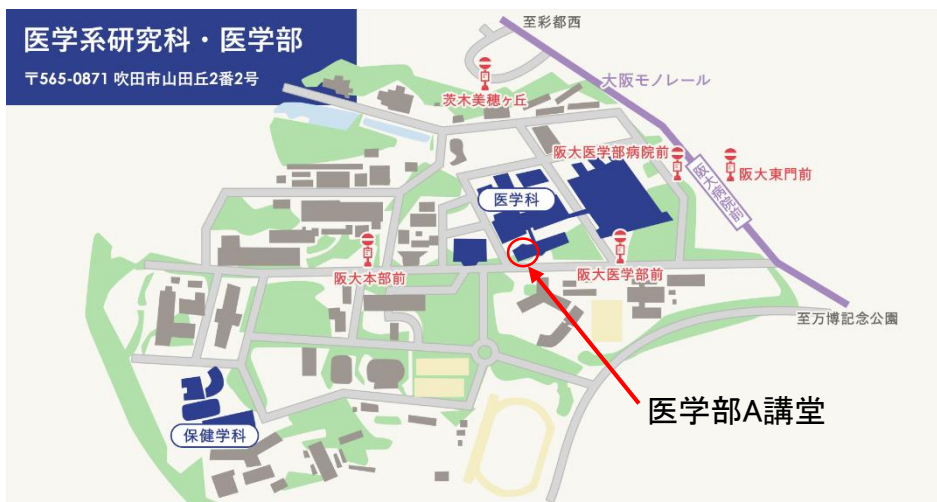 医学系研究科・医学部
〒565-0871 吹田市山田丘2番2号
至彩都西
大阪モノレール
茨木美穂ヶ丘
阪大医学部病院前
阪大東門前
阪大病院前
医学科
阪大本部前
阪大医学部前
至万博記念公園
医学部A講堂
保健学科